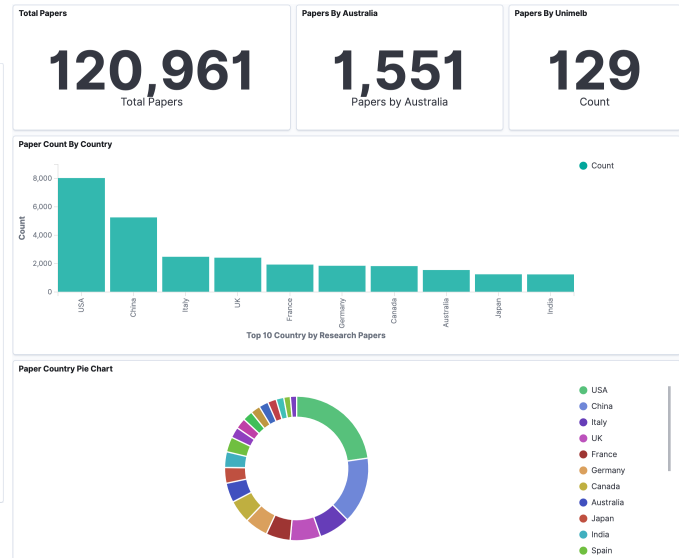 Total Papers
120,961
Total Papers
Papers By Australia
1,551
Papers by Australia
Papers By Unimelb
129
Count
Paper Count By Country
Count
8,000
6,000
4,000
2,000
0
Count
USA
China
Italy
UK
France
Germany
Canada
Australia
Japan
India
Top 10 Country by Research Papers
Paper Country Pie Chart
USA
China
Italy
UK
France
Germany
Canada
Australia
Japan
India
Spain